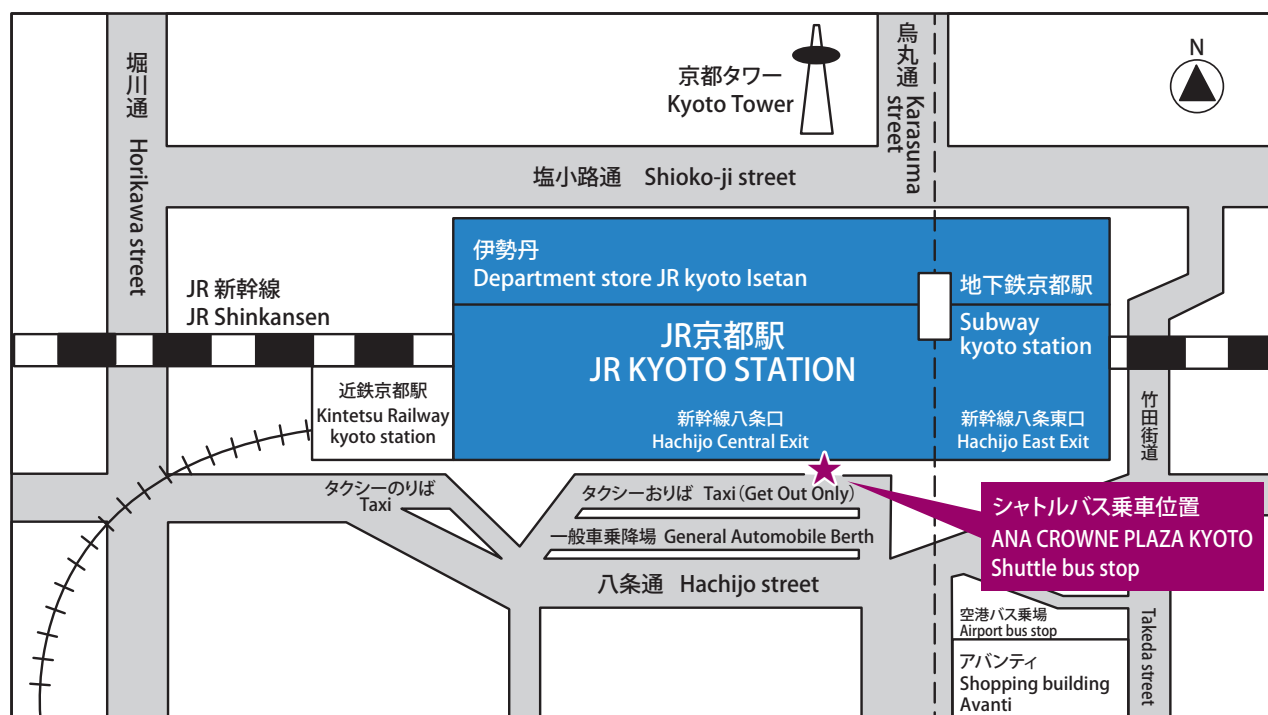 堀川通 Horikawa street
京都タワー
Kyoto Tower
烏丸通
Karasuma
street
N
塩小路通 Shioko-ji street
伊勢丹
Department store JR kyoto Isetan
地下鉄京都駅
Subway
kyoto station
JR 新幹線
JR Shinkansen
JR京都駅
JR KYOTO STATION
近鉄京都駅
Kintetsu Railway
kyoto station
新幹線八条口
Hachijo Central Exit
新幹線八条東口
Hachijo East Exit
竹田街道
タクシーのりば
Taxi
タクシーおりば Taxi(Get Out Only)
一般車乗降場 General Automobile Berth
八条通 Hachijo street
シャトルバス乗車位置
ANA CROWNE PLAZA KYOTO
Shuttle bus stop
空港バス乗場
Airport bus stop
アバンティ
Shopping building
Avanti
Takeda street